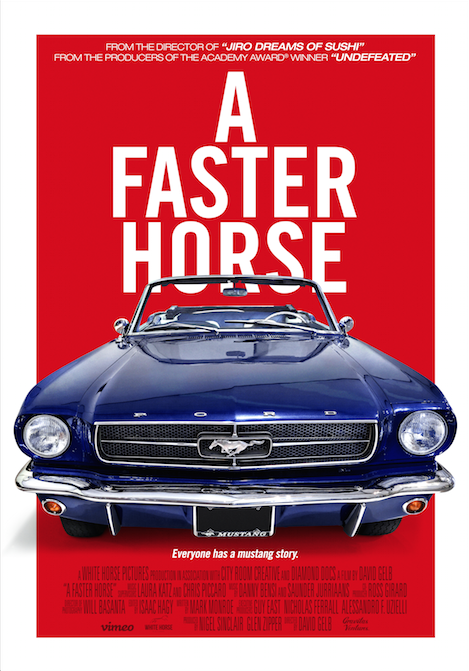 FROM THE DIRECTOR OF "JIRO DREAMS OF SUSHI"
FROM THE PRODUCERS OF THE ACADEMY AWARD® WINNER "UNDEFEATED"
A
FASTER
HORSE
FORD
MUSTANG
Everyone has a mustang story.
A WHITE HORSE PICTURES PRODUCTION IN ASSOCIATION WITH CITY ROOM CREATIVE AND DIAMOND DOCS A FILM BY DAVID GELB
"A FASTER HORSE" LAURA KATZ AND CHRIS PICCARO DANNY BENSI AND SAUNDER JURRIAANS ROSS GIRARD
WILL BASANTA ISAAC HAGY MARK MONROE GUY EAST NICHOLAS FERRALL ALESSANDRO F. UZIELLI
vimeo WHITE HORSE NIGEL SINCLAIR GLEN ZIPPER DAVID GELB